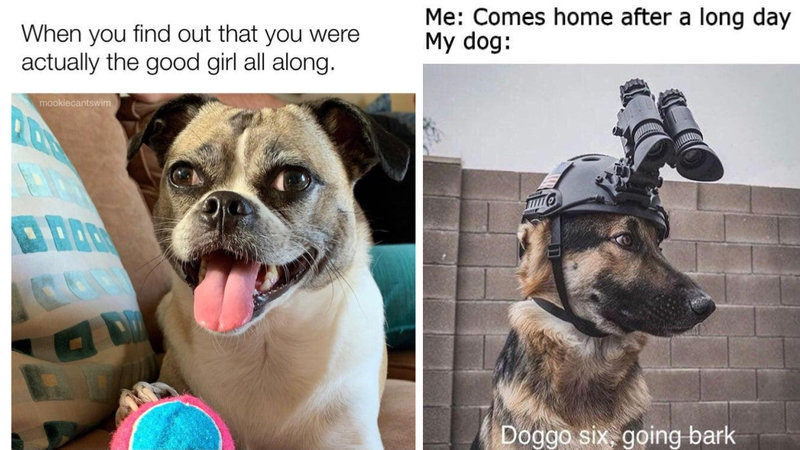 When you find out that you were
actually the good girl all along.
mookiecantswim
Me: Comes home after a long day
My dog:
Doggo six, going bark